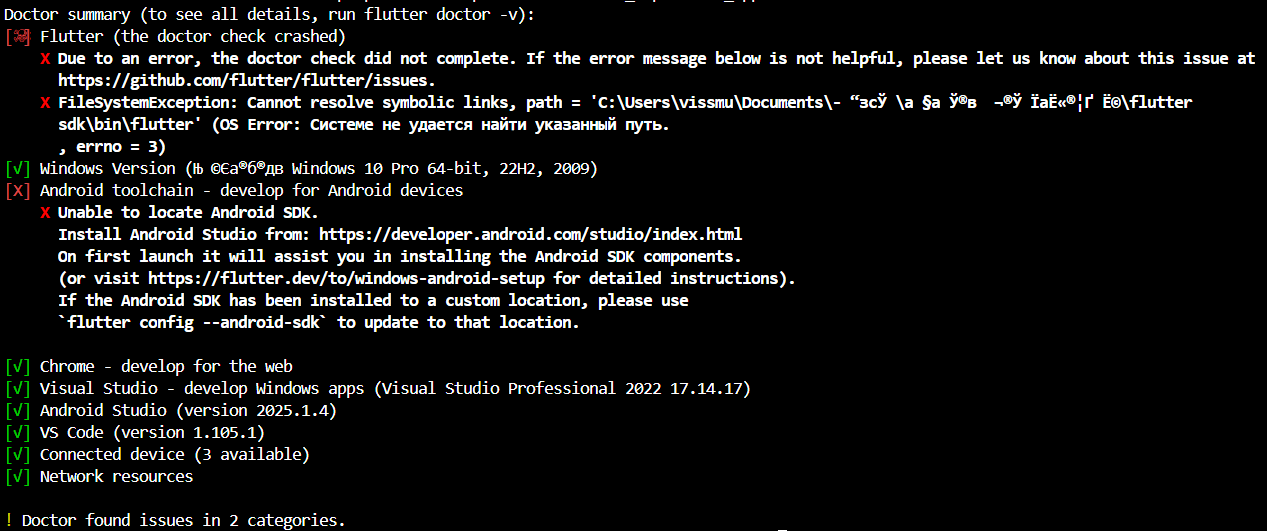 Doctor summary (to see all details, run flutter doctor -v):
[☠] Flutter (the doctor check crashed)
X Due to an error, the doctor check did not complete. If the error message below is not helpful, please let us know about this issue at
https://github.com/flutter/flutter/issues.
X FileSystemException: Cannot resolve symbolic links, path = 'C:\Users\vissmu\Documents\- “зсЎ \а §а Ў®в  ¬®Ў ЇаЁ«®¦Ґ Ё©\flutter
sdk\bin\flutter' (OS Error: Системе не удается найти указанный путь.
, errno = 3)
[√] Windows Version (Њ ©Єа®б®дв Windows 10 Pro 64-bit, 22H2, 2009)
[X] Android toolchain - develop for Android devices
X Unable to locate Android SDK.
Install Android Studio from: https://developer.android.com/studio/index.html
On first launch it will assist you in installing the Android SDK components.
(or visit https://flutter.dev/to/windows-android-setup for detailed instructions).
If the Android SDK has been installed to a custom location, please use
`flutter config --android-sdk` to update to that location.
[√] Chrome - develop for the web
[√] Visual Studio - develop Windows apps (Visual Studio Professional 2022 17.14.17)
[√] Android Studio (version 2025.1.4)
[√] VS Code (version 1.105.1)
[√] Connected device (3 available)
[√] Network resources
! Doctor found issues in 2 categories.